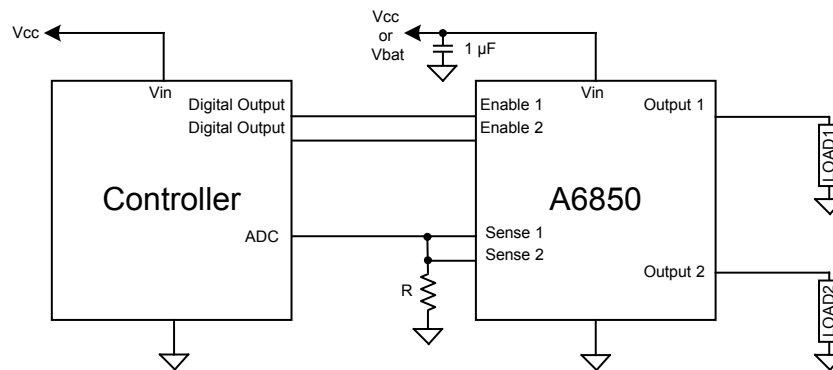 Vcc
Vcc
or
Vbat
1 µF
Vin
Digital Output
Digital Output
Controller
ADC
Vin
Enable 1
Enable 2
Output 1
A6850
Sense 1
Sense 2
Output 2
R
LOAD1
LOAD2